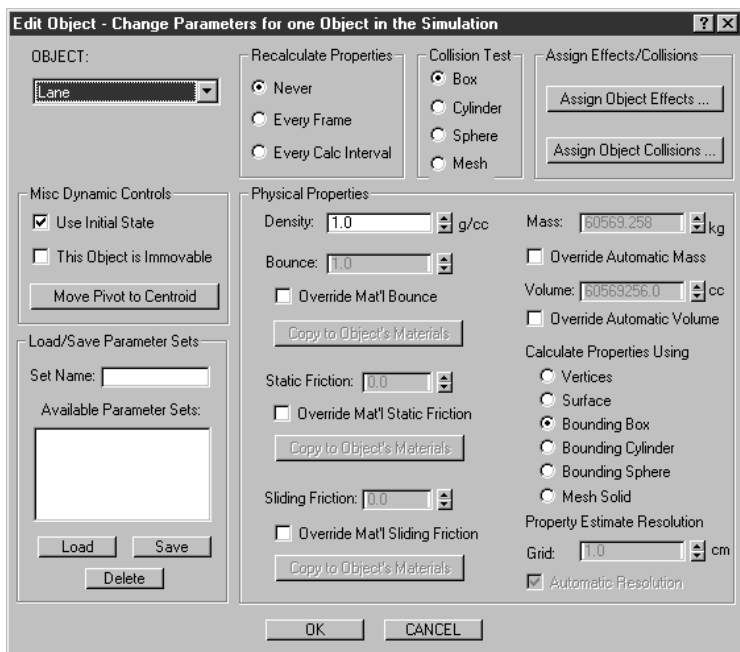 Edit Object - Change Parameters for one Object in the Simulation
OBJECT:
Lane
Recalculate Properties
Never
Every Frame
Every Calc Interval
Collision Test
Box
Cylinder
Sphere
Mesh
Assign Effects/Collisions
Assign Object Effects ...
Assign Object Collisions ...
Misc Dynamic Controls
Use Initial State
This Object is Immovable
Move Pivot to Centroid
Load/Save Parameter Sets
Set Name:
Available Parameter Sets:
Load
Save
Delete
Physical Properties
Density: 1.0 g/cc
Bounce: 1.0
Override Mat'l Bounce
Copy to Object's Materials
Static Friction: 0.0
Override Mat'l Static Friction
Copy to Object's Materials
Sliding Friction: 0.0
Override Mat'l Sliding Friction
Copy to Object's Materials
Mass: 60569.258 kg
Override Automatic Mass
Volume: 60569256.0 cc
Override Automatic Volume
Calculate Properties Using
Vertices
Surface
Bounding Box
Bounding Cylinder
Bounding Sphere
Mesh Solid
Property Estimate Resolution
Grid: 1.0 cm
Automatic Resolution
OK
CANCEL